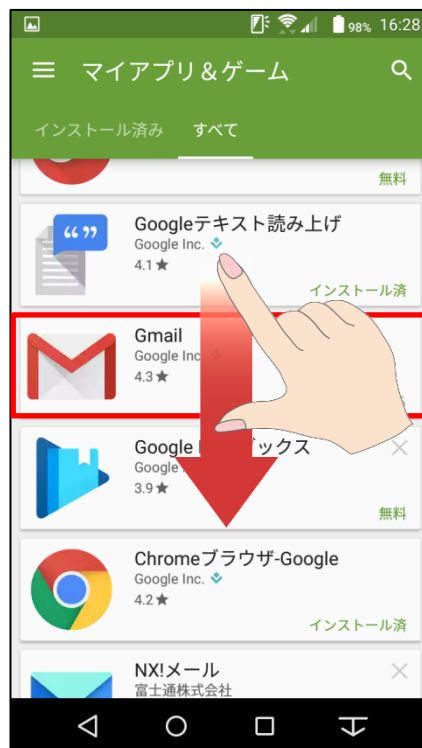 98% 16:28
マイアプリ＆ゲーム
インストール済み すべて
無料
Googleテキスト読み上げ
Google Inc.
4.1★
インストール済
Gmail
Google Inc.
4.3★
Google ックス
Google
3.9★
無料
Chromeブラウザ-Google
Google Inc.
4.2★
インストール済
NX!メール
富士通株式会社